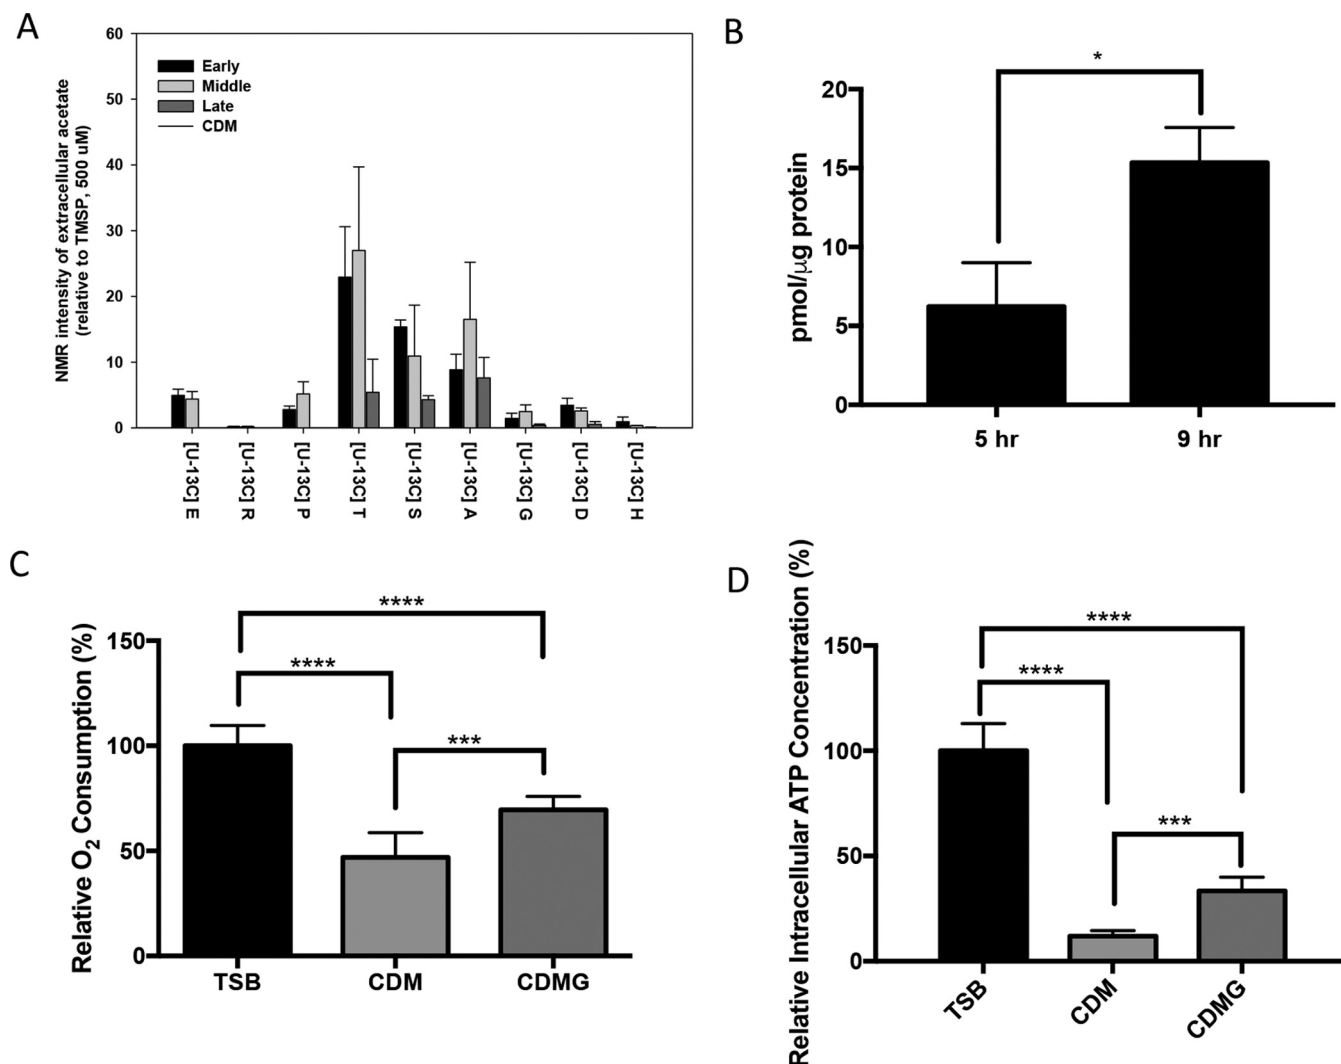 A
60
50
40
30
20
10
0
NMR intensity of extracellular acetate
(relative to TMSP, 500 uM)
Early
Middle
Late
CDM
[U-13C] E
[U-13C] R
[U-13C] P
[U-13C] T
[U-13C] S
[U-13C] A
[U-13C] G
[U-13C] D
[U-13C] H
B
*
20
15
10
5
0
pmol/µg protein
5 hr
9 hr
C
****
****
***
150
100
50
0
Relative O₂ Consumption (%)
TSB
CDM
CDMG
D
****
****
***
150
100
50
0
Relative Intracellular ATP Concentration (%)
TSB
CDM
CDMG